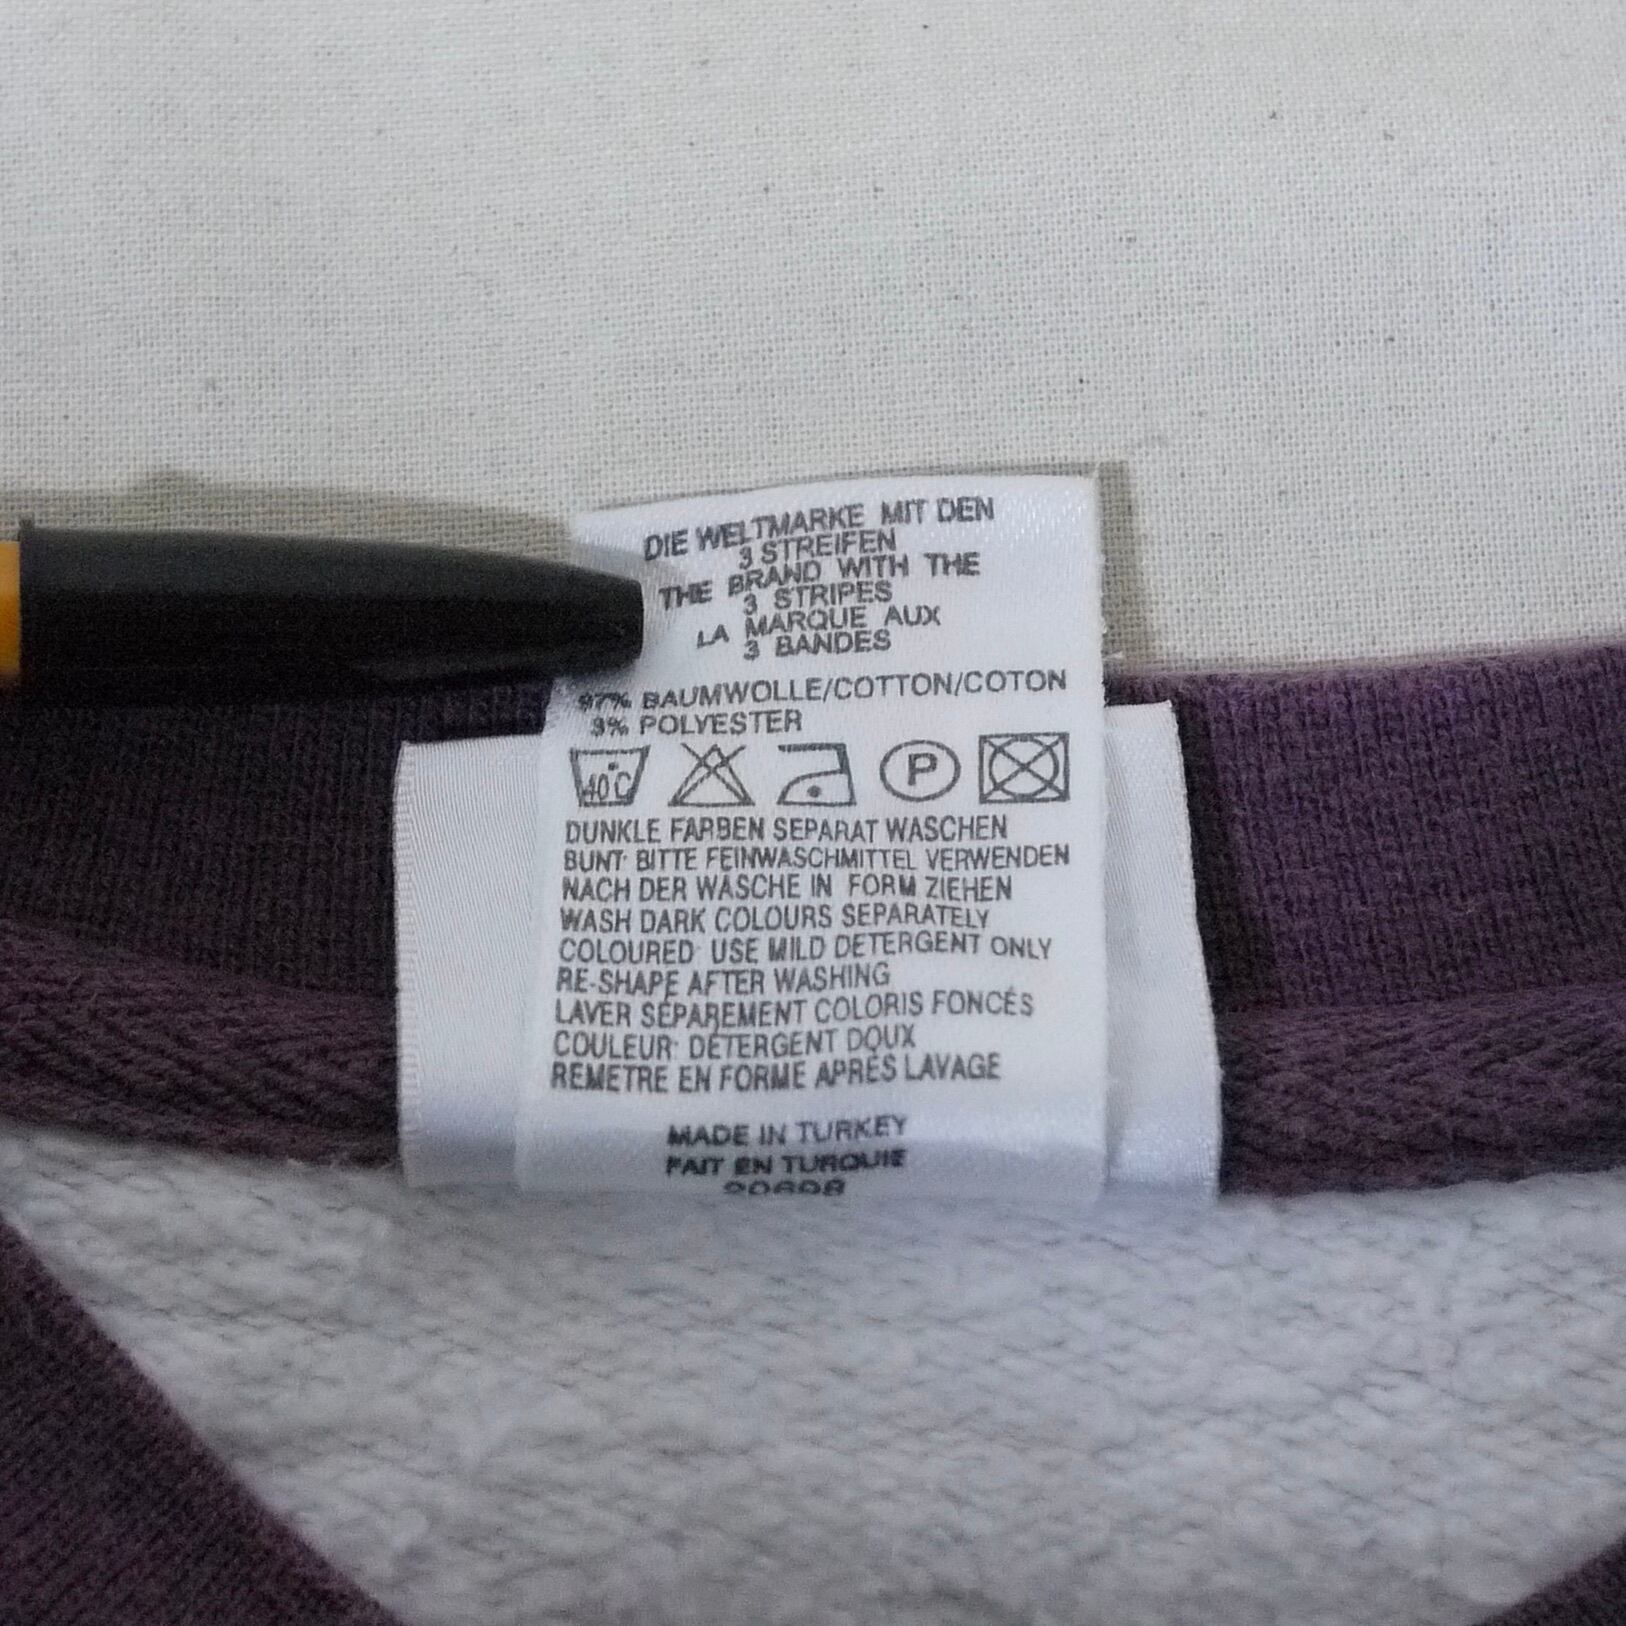 DIE WELTMARKE MIT DEN
3 STREIFEN
THE BRAND WITH THE
3 STRIPES
LA MARQUE AUX
3 BANDES
97% BAUMWOLLE/COTTON/COTON
3% POLYESTER
40°C
P
DUNKLE FARBEN SEPARAT WASCHEN
BUNT: BITTE FEINWASCHMITTEL VERWENDEN
NACH DER WÄSCHE IN FORM ZIEHEN
WASH DARK COLOURS SEPARATELY
COLOURED: USE MILD DETERGENT ONLY
RE-SHAPE AFTER WASHING
LAVER SÉPAREMENT COLORIS FONCÉS
COULEUR: DÉTERGENT DOUX
REMETRE EN FORME APRÈS LAVAGE
MADE IN TURKEY
FAIT EN TURQUIE